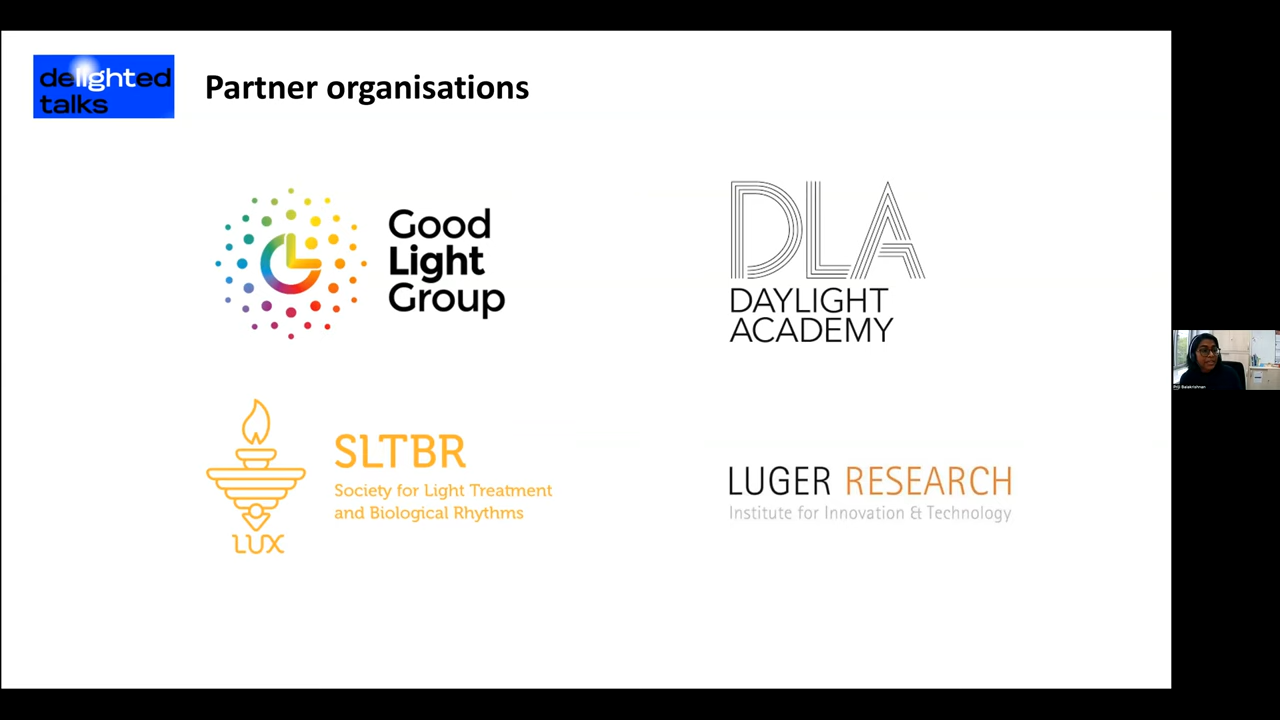 delighted
talks
Partner organisations
Good
Light
Group
DLA
DAYLIGHT
ACADEMY
SLTBR
Society for Light Treatment
and Biological Rhythms
LUX
LUGER RESEARCH
Institute for Innovation & Technology
Balakrishnan